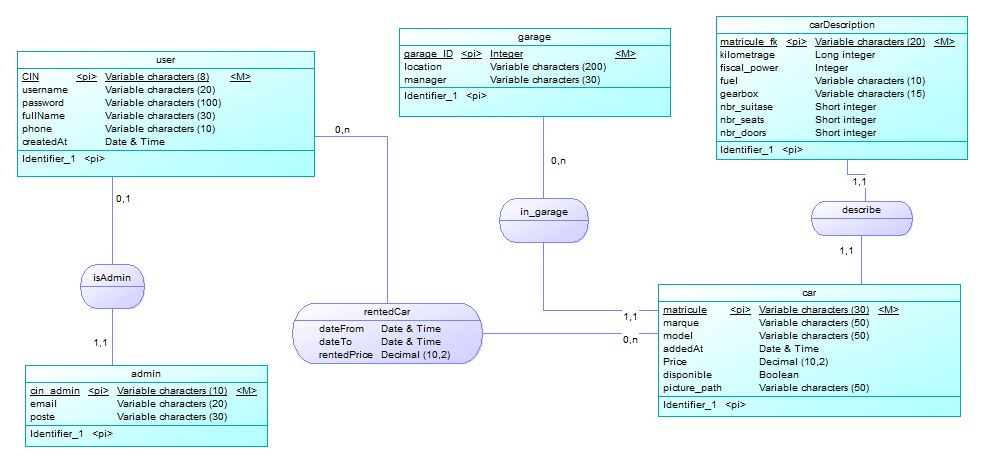 user
CIN <pi> Variable characters (8) <M>
username Variable characters (20)
password Variable characters (100)
fullName Variable characters (30)
phone Variable characters (10)
createdAt Date & Time
Identifier_1 <pi>
garage
garage_ID <pi> Integer <M>
location Variable characters (200)
manager Variable characters (30)
Identifier_1 <pi>
carDescription
matricule_fk <pi> Variable characters (20) <M>
kilometrage Long integer
fiscal_power Integer
fuel Variable characters (10)
gearbox Variable characters (15)
nbr_suitase Short integer
nbr_seats Short integer
nbr_doors Short integer
Identifier_1 <pi>
0,n
0,n
1,1
0,1
in_garage
describe
1,1
isAdmin
rentedCar
dateFrom Date & Time
dateTo Date & Time
rentedPrice Decimal (10,2)
1,1
0,n
1,1
car
matricule <pi> Variable characters (30) <M>
marque Variable characters (50)
model Variable characters (50)
addedAt Date & Time
Price Decimal (10,2)
disponible Boolean
picture_path Variable characters (50)
Identifier_1 <pi>
admin
cin_admin <pi> Variable characters (10) <M>
email Variable characters (20)
poste Variable characters (30)
Identifier_1 <pi>